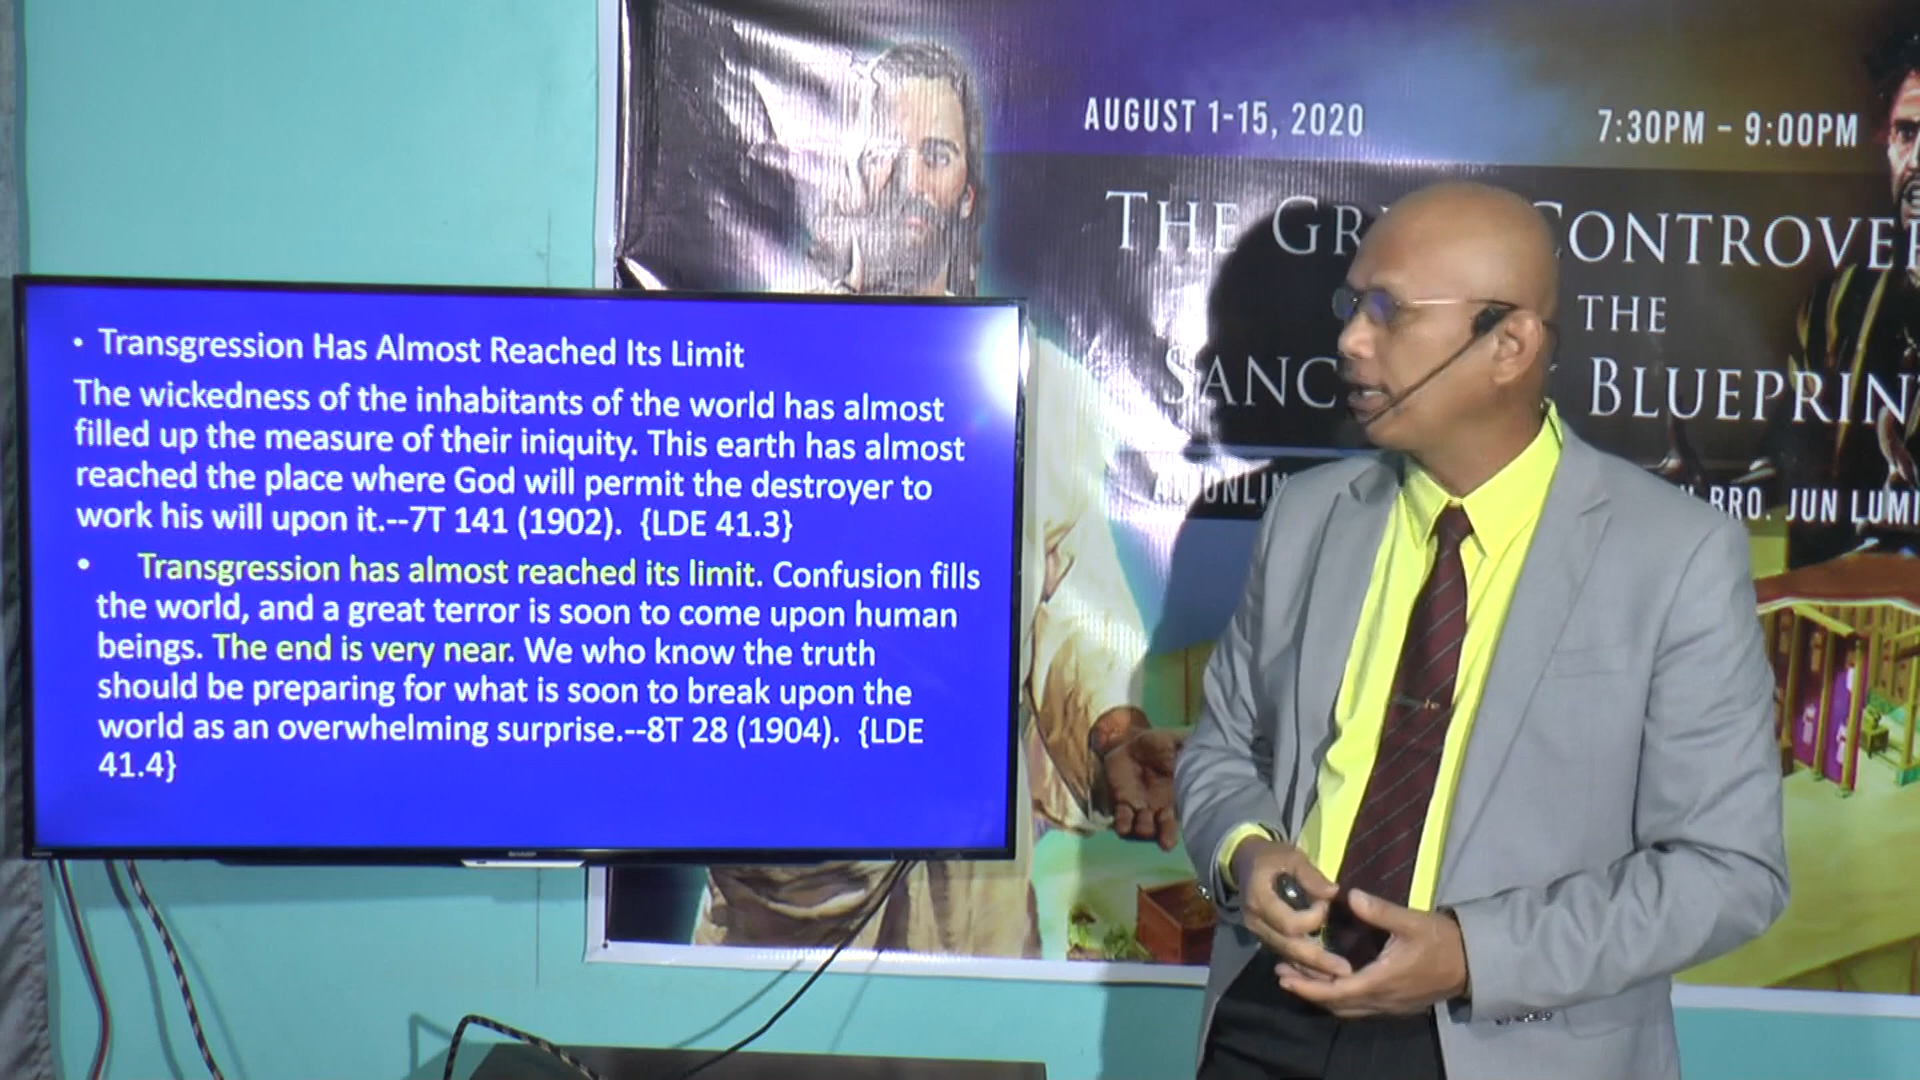 AUGUST 1-15, 2020
7:30PM - 9:00PM
THE CONTROVE
THE
BLUEPRIN
BRO. JUN
• Transgression Has Almost Reached Its Limit
The wickedness of the inhabitants of the world has almost
filled up the measure of their iniquity. This earth has almost
reached the place where God will permit the destroyer to
work his will upon it.--7T 141 (1902). {LDE 41.3}
• Transgression has almost reached its limit. Confusion fills
the world, and a great terror is soon to come upon human
beings. The end is very near. We who know the truth
should be preparing for what is soon to break upon the
world as an overwhelming surprise.--8T 28 (1904). {LDE
41.4}